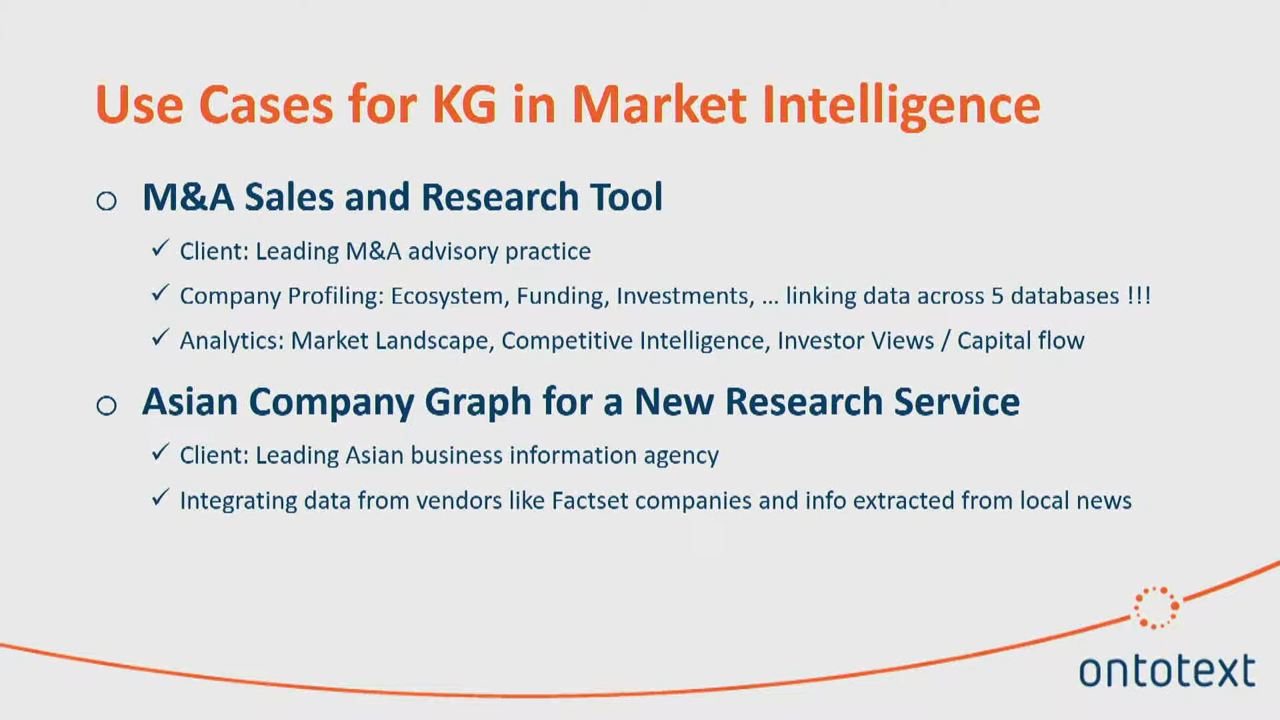 Use Cases for KG in Market Intelligence
M&A Sales and Research Tool
✓ Client: Leading M&A advisory practice
✓ Company Profiling: Ecosystem, Funding, Investments, ... linking data across 5 databases !!!
✓ Analytics: Market Landscape, Competitive Intelligence, Investor Views / Capital flow
Asian Company Graph for a New Research Service
✓ Client: Leading Asian business information agency
✓ Integrating data from vendors like Factset companies and info extracted from local news
ontotext